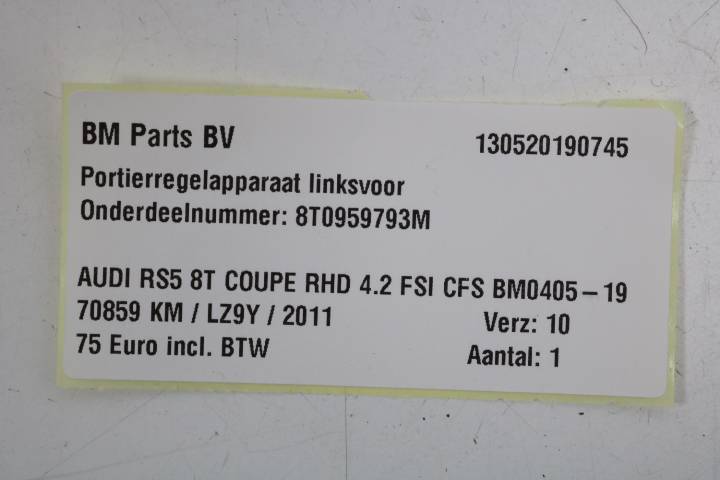 BM Parts BV 130520190745
Portierregelapparaat linksvoor
Onderdeelnummer: 8T0959793M
AUDI RS5 8T COUPE RHD 4.2 FSI CFS BM0405-19
70859 KM / LZ9Y / 2011 Verz: 10
75 Euro incl. BTW Aantal: 1